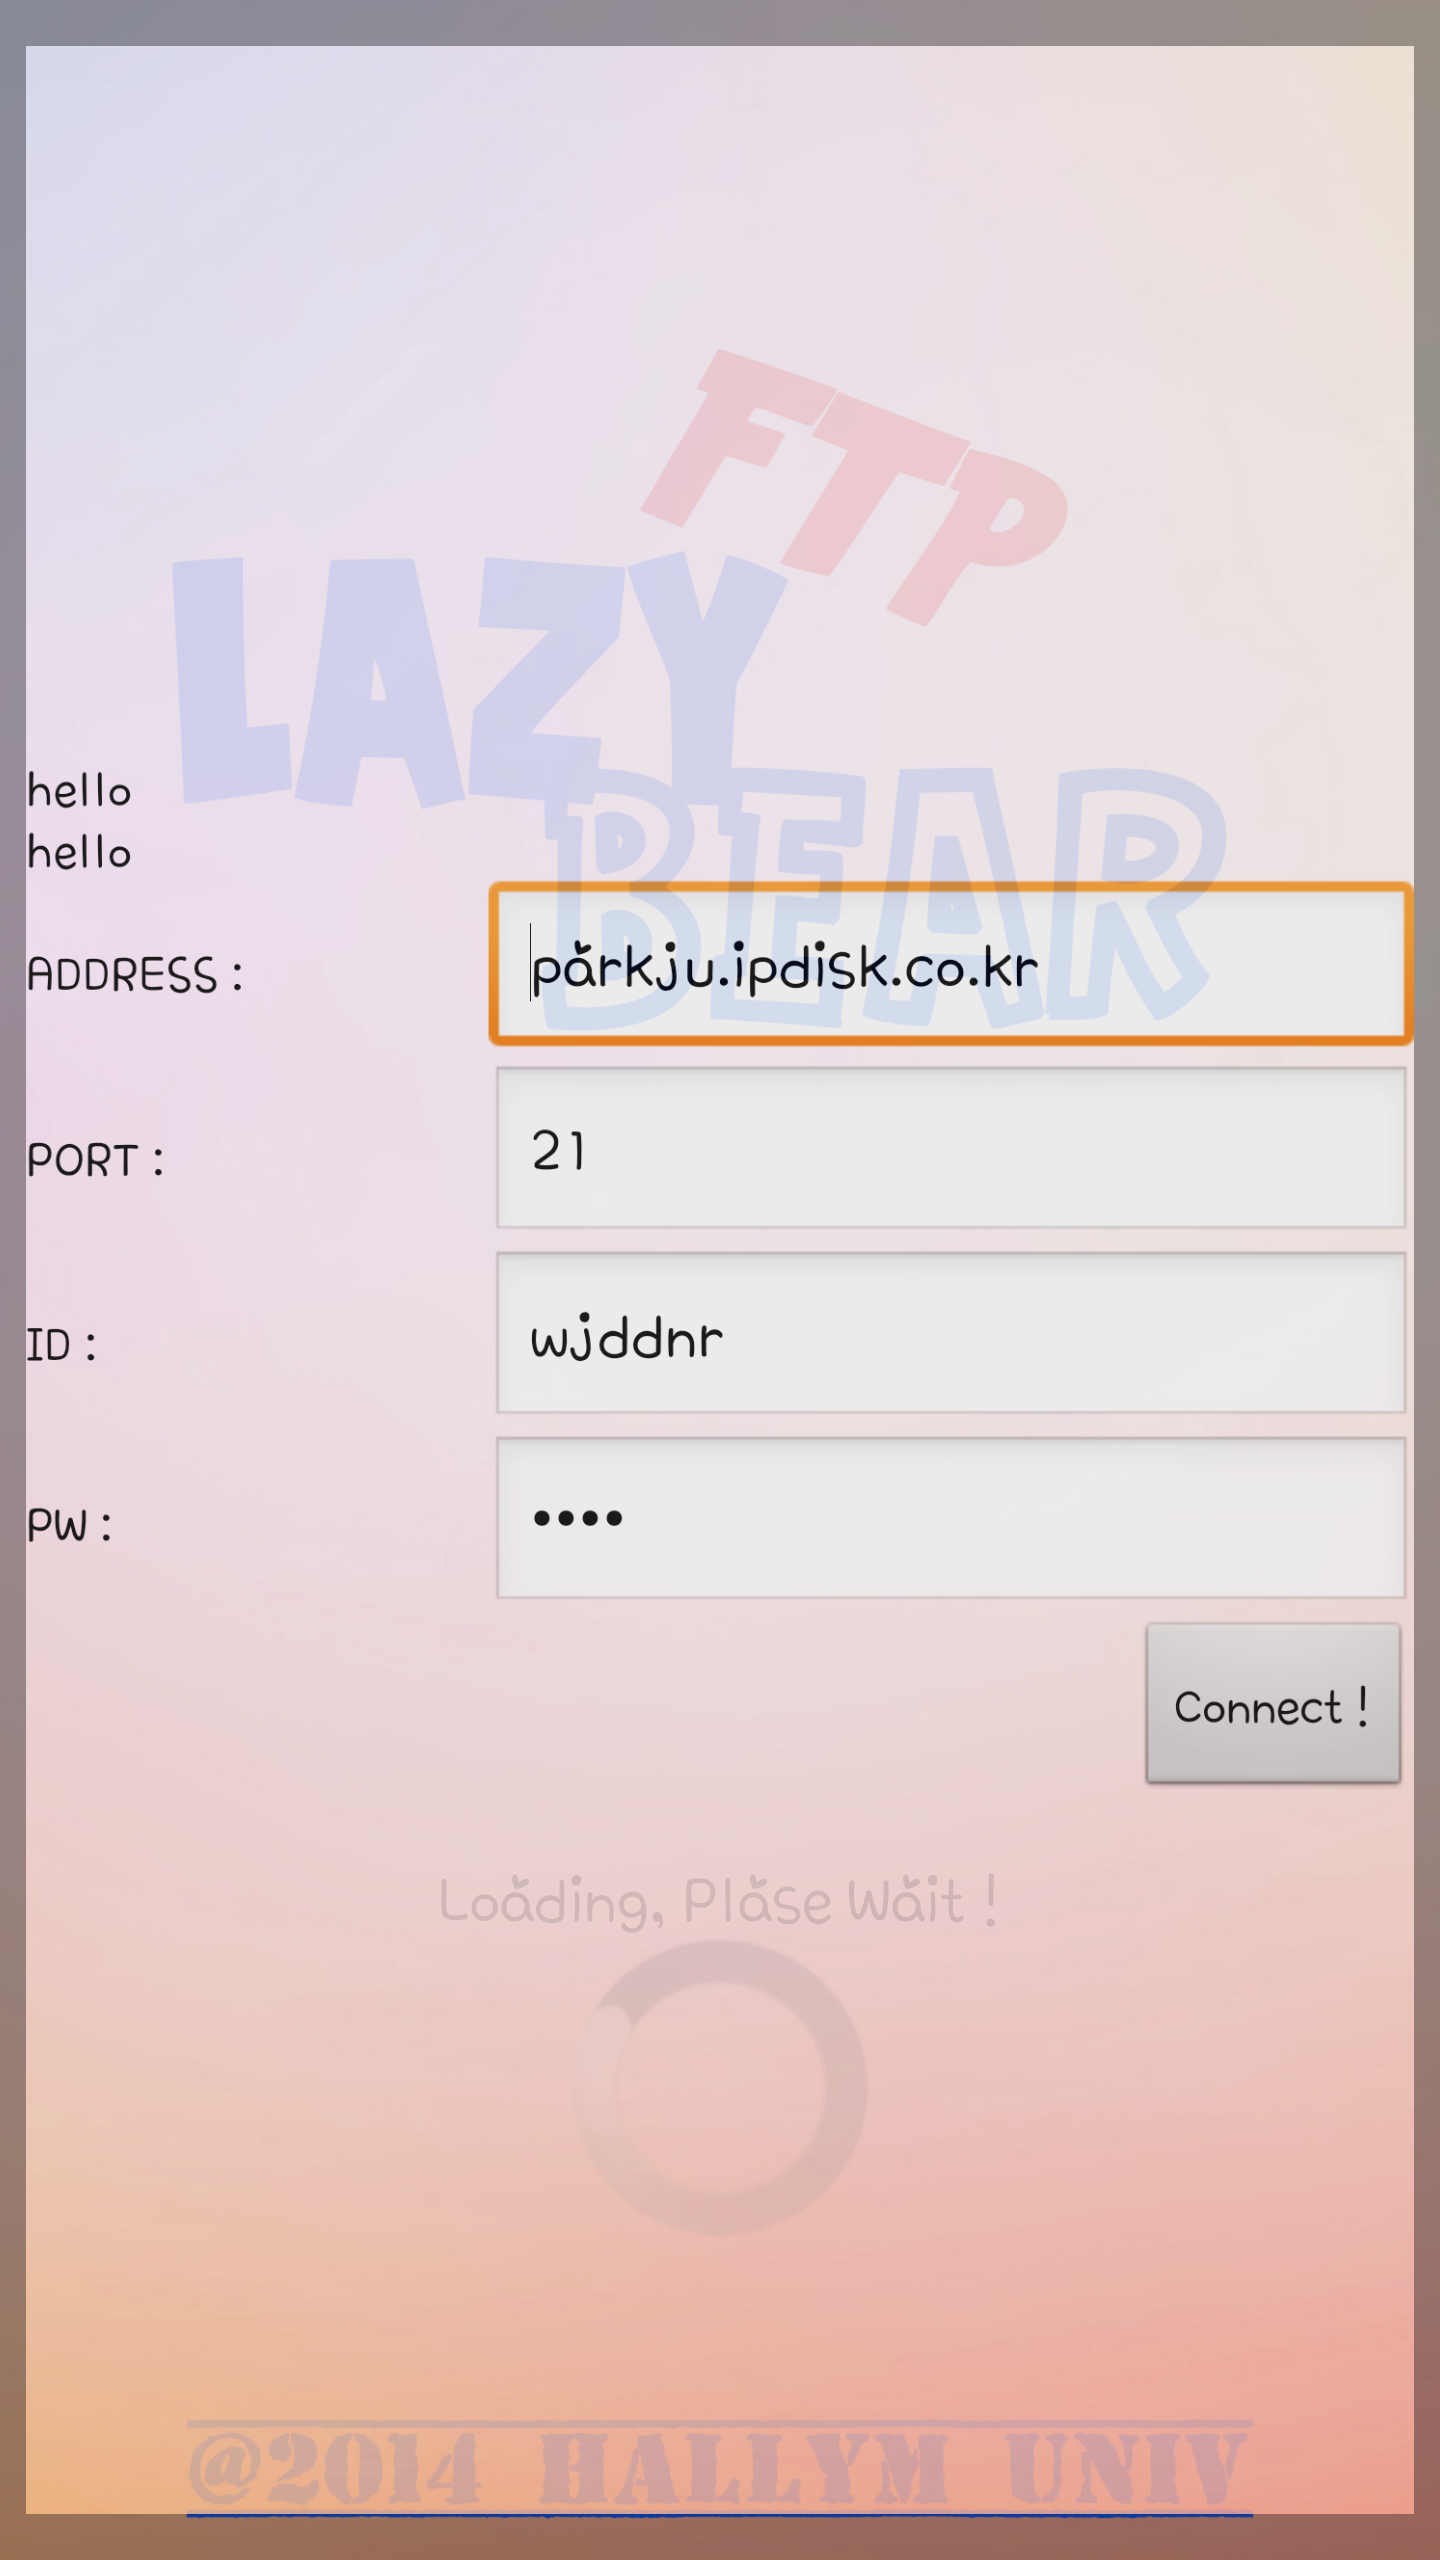 FTP
LAZY
BEAR
hello
hello
ADDRESS :
parkju.ipdisk.co.kr
PORT :
21
ID :
wjddnr
PW :
••••
Connect !
Loading, Plase Wait !
@2014 HALLYM UNIV